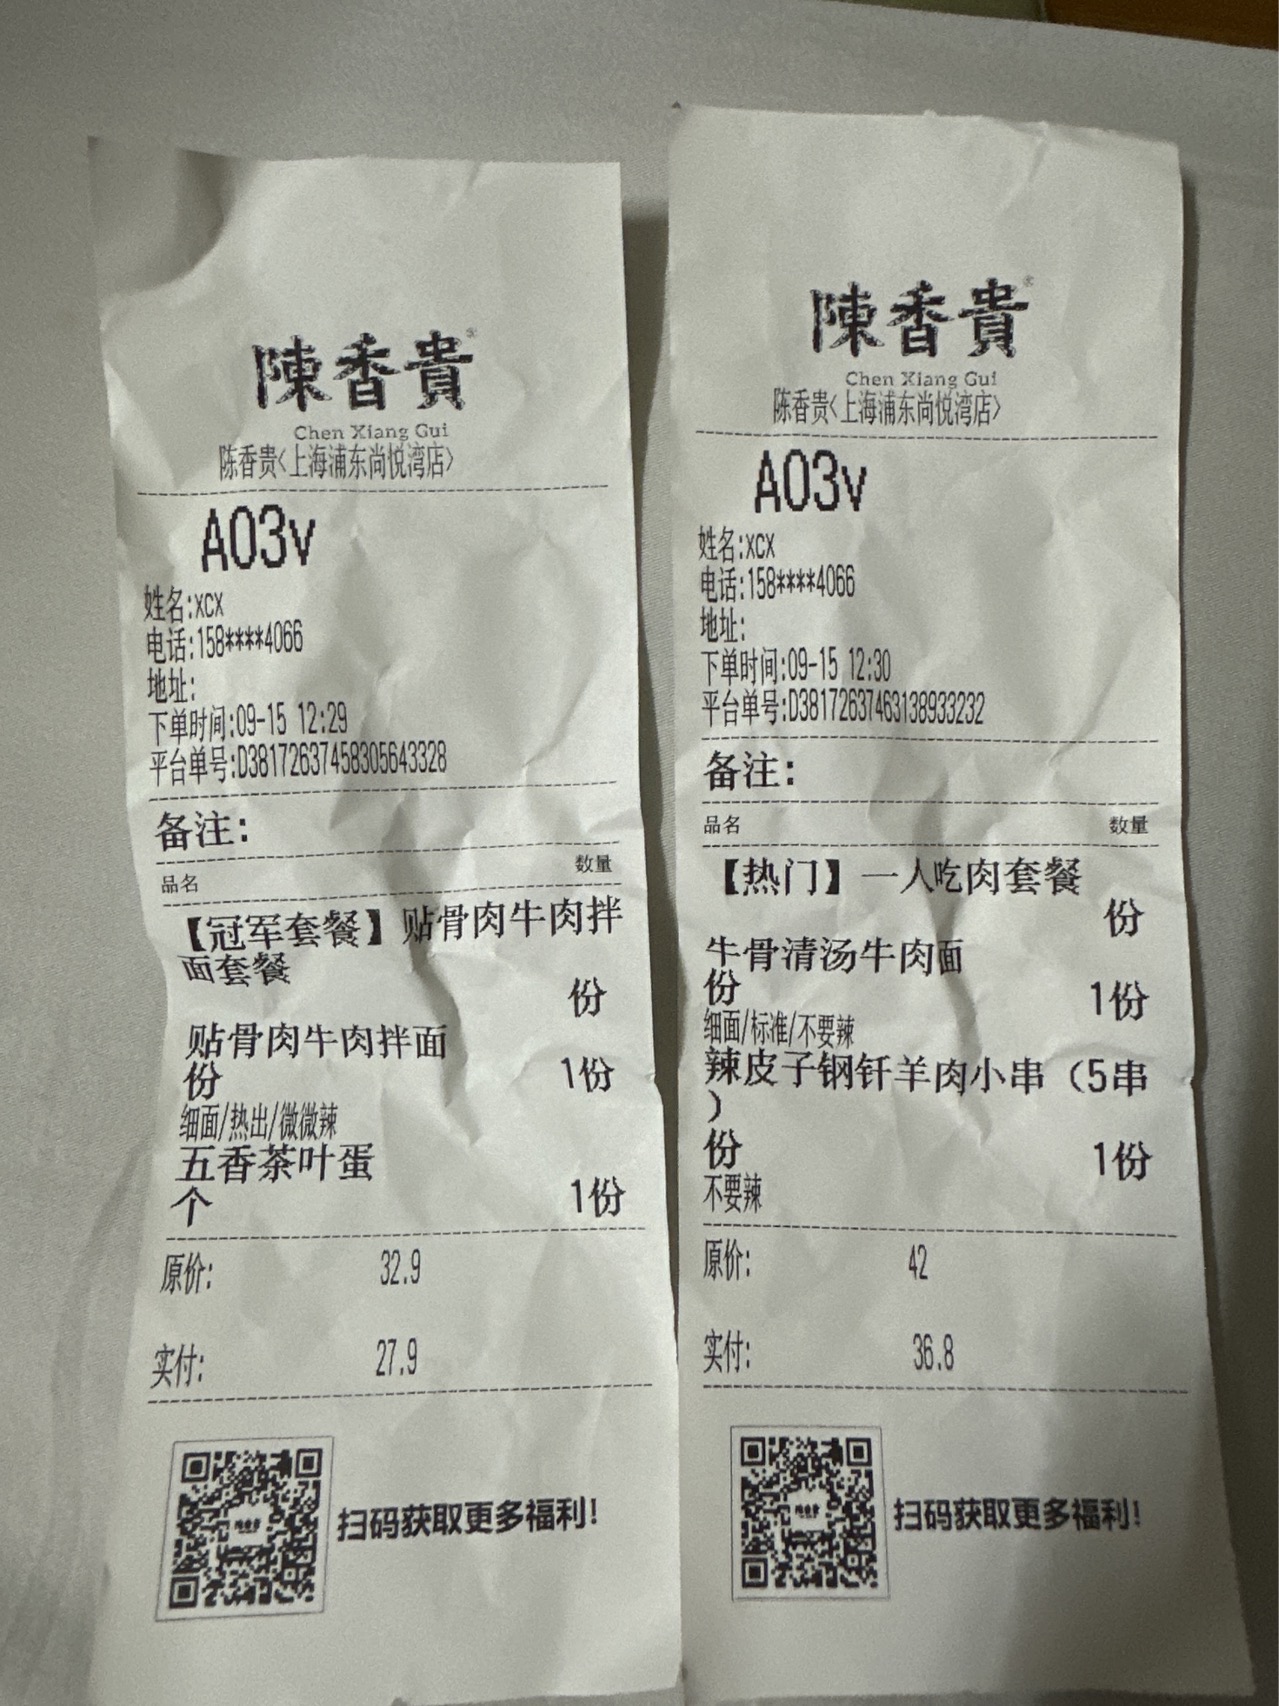 陳香貴
Chen Xiang Gui
陈香贵<上海浦东尚悦湾店>
A03v
姓名:xcx
电话:158****4066
地址:
下单时间:09-15 12:29
平台单号:D381726374583056​43328
备注:
品名 数量
【冠军套餐】贴骨肉牛肉拌
面套餐
份
贴骨肉牛肉拌面
份 1份
细面/热出/微微辣
五香茶叶蛋
个 1份
原价: 32.9
实付: 27.9
扫码获取更多福利!
陳香貴
Chen Xiang Gui
陈香贵<上海浦东尚悦湾店>
A03v
姓名:xcx
电话:158****4066
地址:
下单时间:09-15 12:30
平台单号:D381726374631389332​32
备注:
品名 数量
【热门】一人吃肉套餐
份
牛骨清汤牛肉面
份 1份
细面/标准/不要辣
辣皮子钢钎羊肉小串（5串
）
份 1份
不要辣
原价: 42
实付: 36.8
扫码获取更多福利!